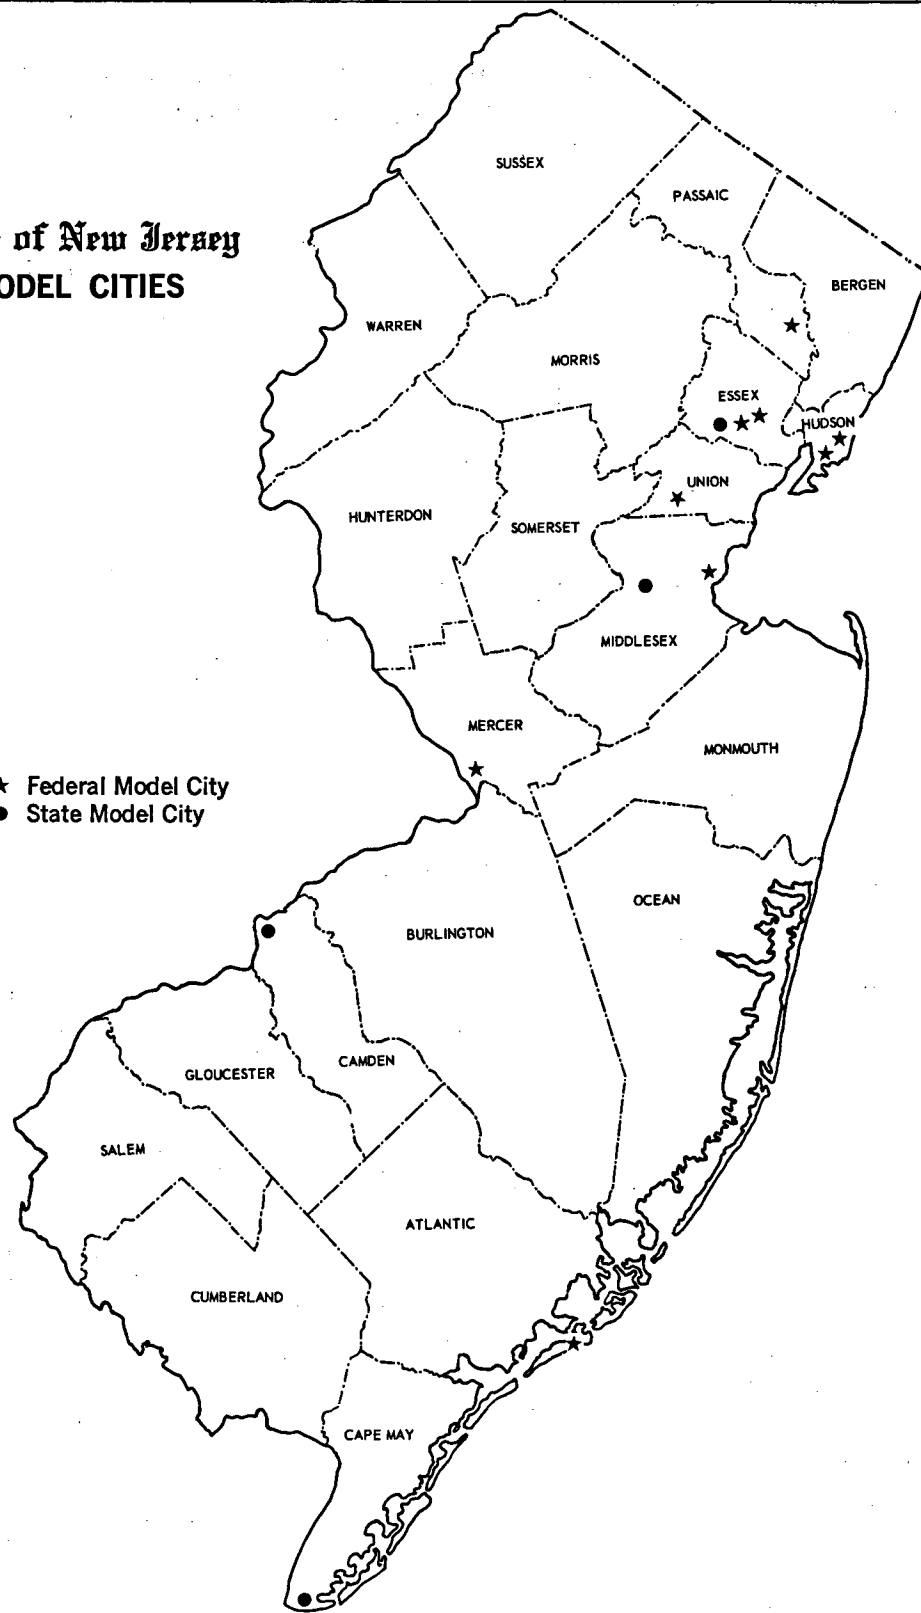 of New Jersey
ODEL CITIES
SUSSEX
PASSAIC
BERGEN
WARREN
MORRIS
ESSEX
HUDSON
UNION
HUNTERDON
SOMERSET
MIDDLESEX
MERCER
MONMOUTH
★ Federal Model City
● State Model City
OCEAN
BURLINGTON
CAMDEN
GLOUCESTER
SALEM
ATLANTIC
CUMBERLAND
CAPE MAY